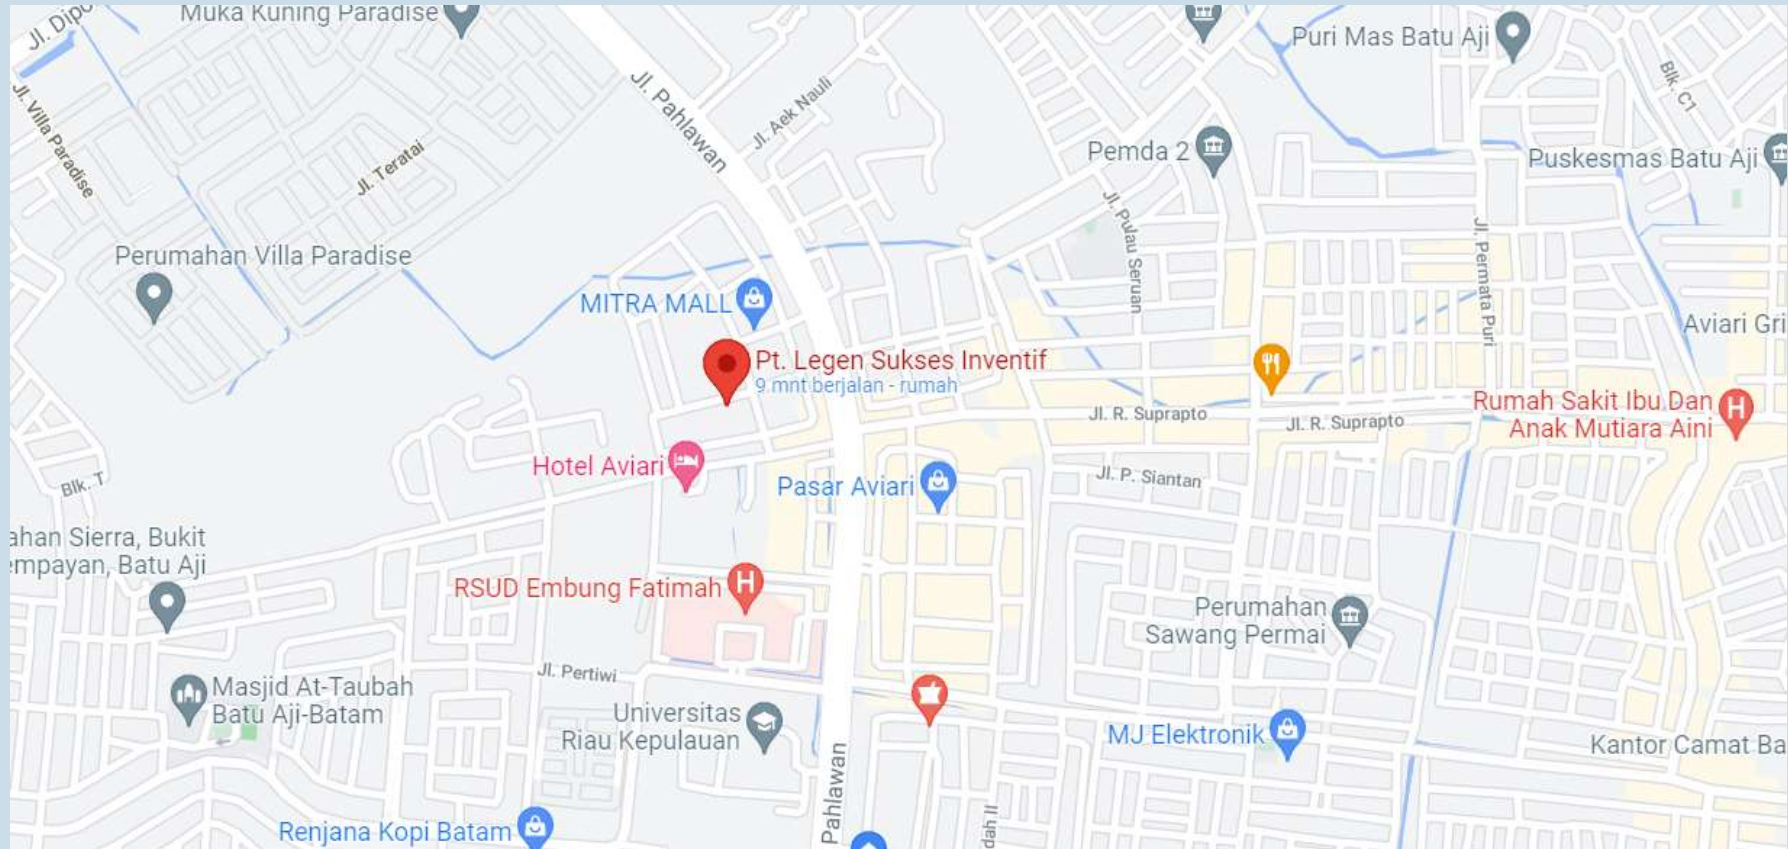 Muka Kuning Paradise
Jl. Dipo
Puri Mas Batu Aji
Blk. C1
Jl. Pahlawan
Jl. Aek Nauli
Jl. Villa Paradise
Jl. Teratai
Pemda 2
Puskesmas Batu Aji
Jl. Pulau Seruan
Jl. Permata Puri
Perumahan Villa Paradise
MITRA MALL
Aviari Gri
Pt. Legen Sukses Inventif
9 mnt berjalan - rumah
Jl. R. Suprapto
Jl. R. Suprapto
Rumah Sakit Ibu Dan
Anak Mutiara Aini
Hotel Aviari
Pasar Aviari
Jl. P. Siantan
Blk. T
ahan Sierra, Bukit
empayan, Batu Aji
RSUD Embung Fatimah
Perumahan
Sawang Permai
Jl. Pertiwi
Masjid At-Taubah
Batu Aji-Batam
Universitas
Riau Kepulauan
MJ Elektronik
Kantor Camat Ba
Pahlawan
dah II
Renjana Kopi Batam